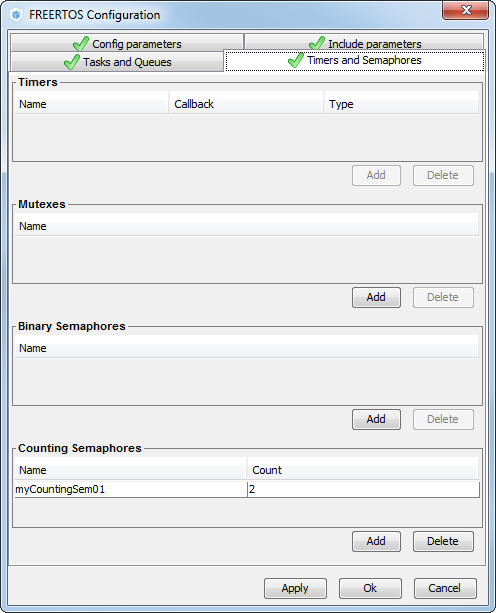 FREERTOS Configuration
Config parameters Include parameters
Tasks and Queues Timers and Semaphores
Timers
Name Callback Type
Add Delete
Mutexes
Name
Add Delete
Binary Semaphores
Name
Add Delete
Counting Semaphores
Name Count
myCountingSem01 2
Add Delete
Apply Ok Cancel